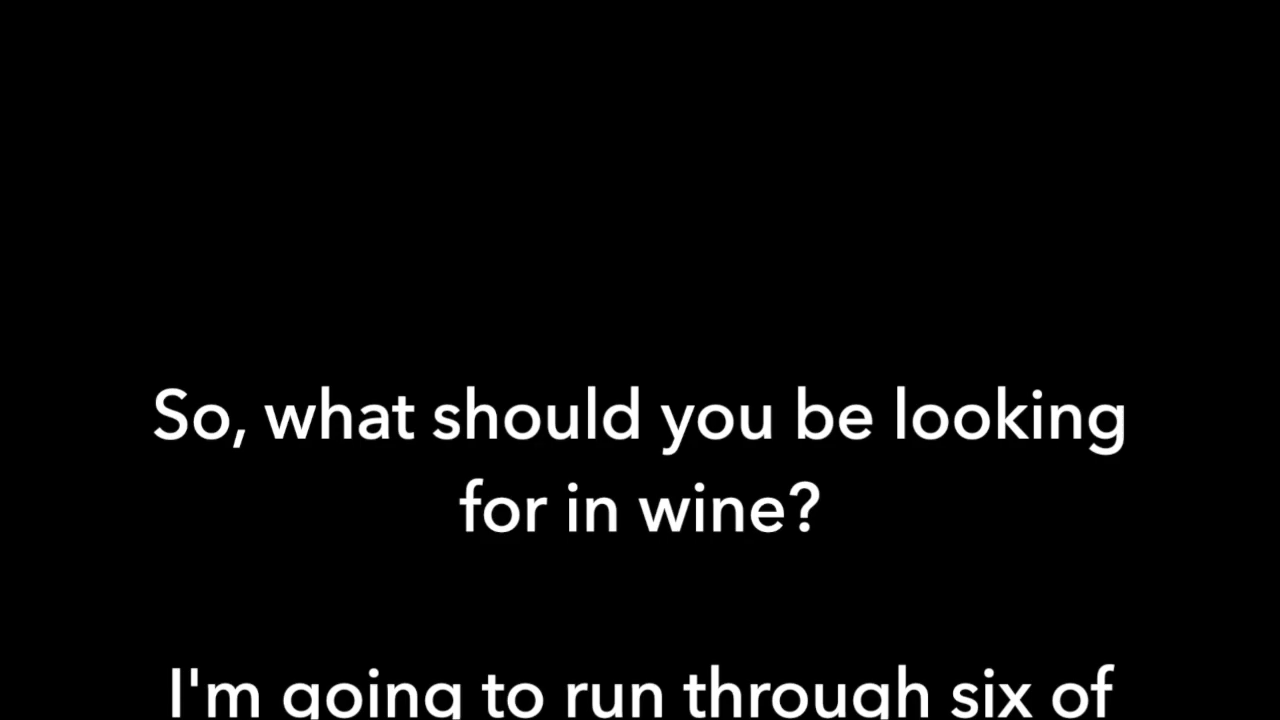 So, what should you be looking
for in wine?
I'm going to run through six of